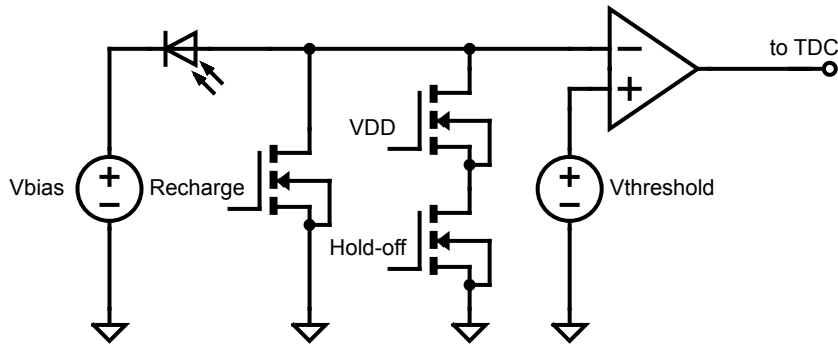 to TDC
VDD
Vbias
Recharge
Vthreshold
Hold-off